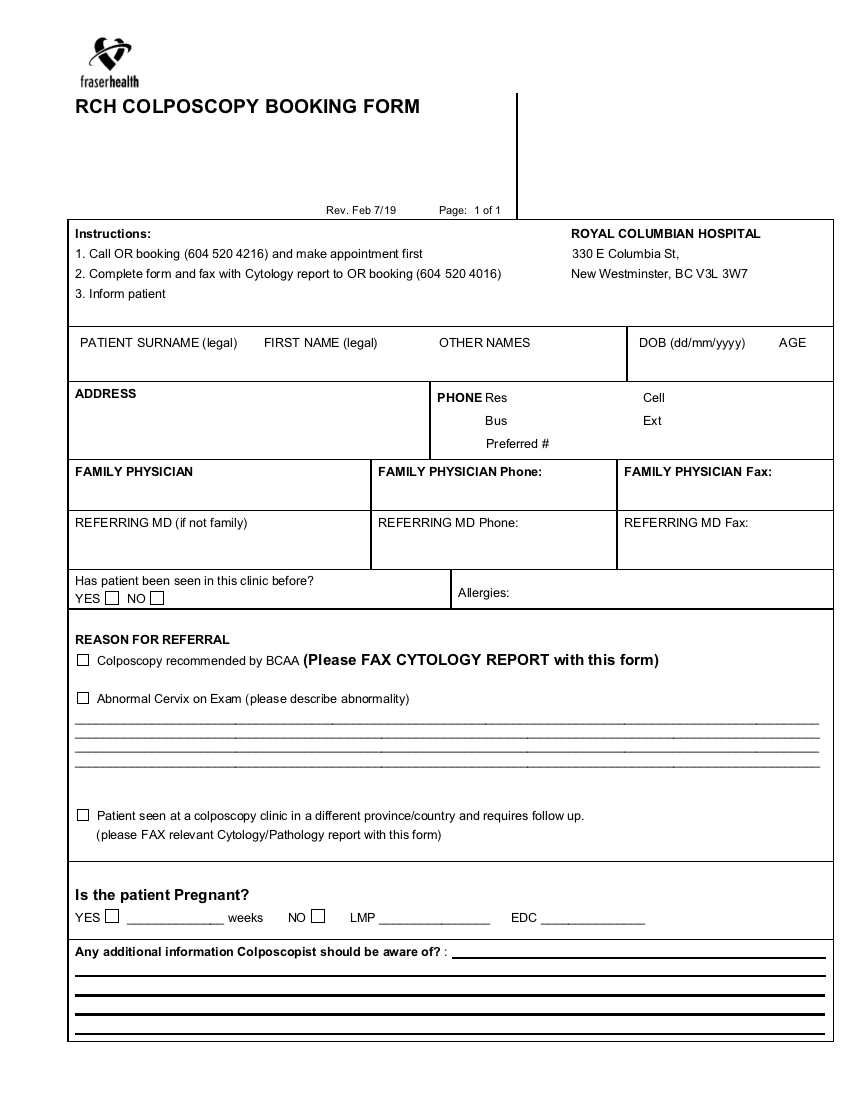 fraserhealth
RCH COLPOSCOPY BOOKING FORM
Rev. Feb 7/19 Page: 1 of 1
Instructions:
1. Call OR booking (604 520 4216) and make appointment first
2. Complete form and fax with Cytology report to OR booking (604 520 4016)
3. Inform patient
ROYAL COLUMBIAN HOSPITAL
330 E Columbia St,
New Westminster, BC V3L 3W7
PATIENT SURNAME (legal) FIRST NAME (legal) OTHER NAMES DOB (dd/mm/yyyy) AGE
ADDRESS
PHONE Res Cell
Bus Ext
Preferred #
FAMILY PHYSICIAN FAMILY PHYSICIAN Phone: FAMILY PHYSICIAN Fax:
REFERRING MD (if not family) REFERRING MD Phone: REFERRING MD Fax:
Has patient been seen in this clinic before?
YES NO
Allergies:
REASON FOR REFERRAL
Colposcopy recommended by BCAA (Please FAX CYTOLOGY REPORT with this form)
Abnormal Cervix on Exam (please describe abnormality)
Patient seen at a colposcopy clinic in a different province/country and requires follow up.
(please FAX relevant Cytology/Pathology report with this form)
Is the patient Pregnant?
YES ______________ weeks NO LMP ________________ EDC _______________
Any additional information Colposcopist should be aware of? :